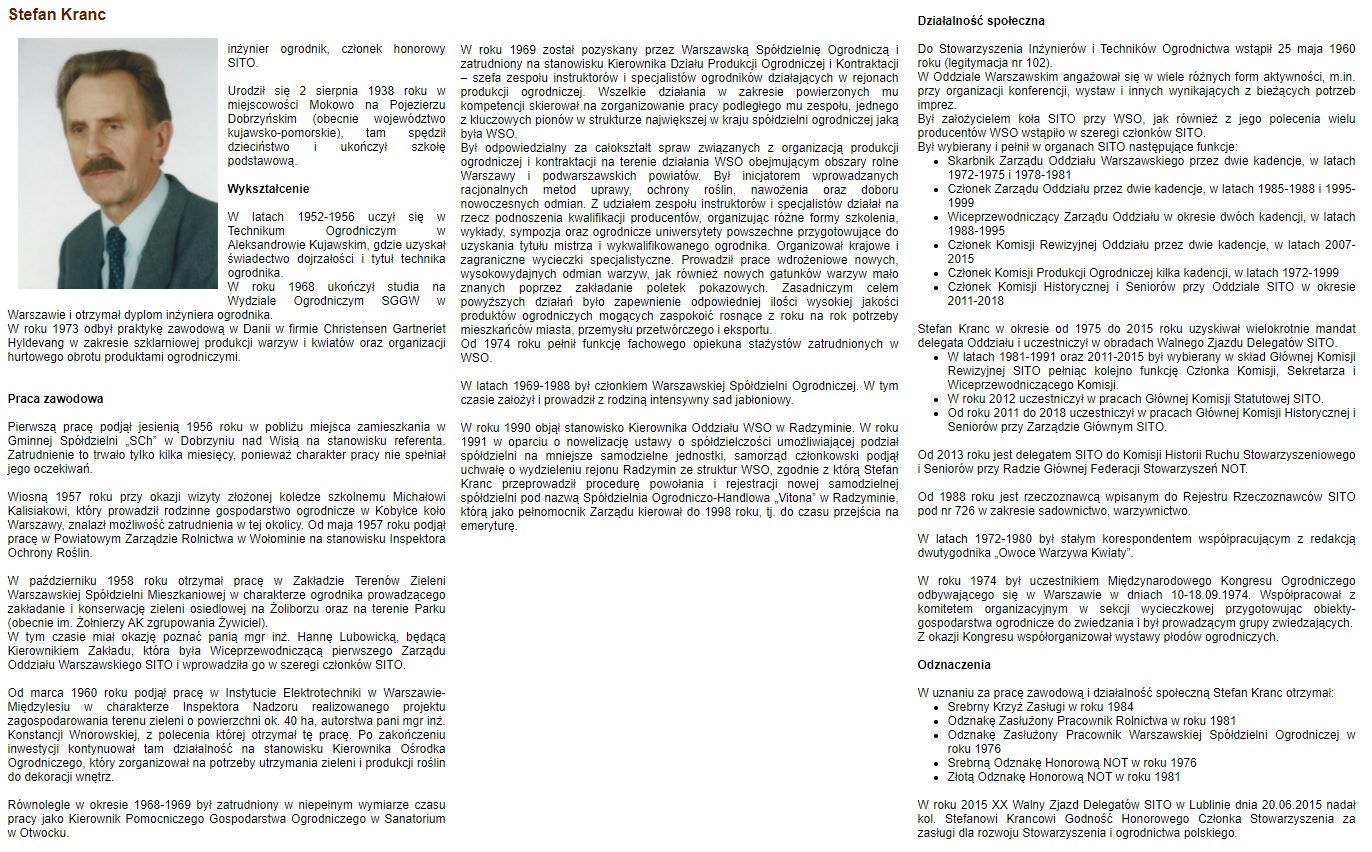 Stefan Kranc
inżynier ogrodnik, członek honorowy
SITO.
Urodził się 2 sierpnia 1938 roku w
miejscowości Mokowo na Pojezierzu
Dobrzyńskim (obecnie województwo
kujawsko-pomorskie), tam spędził
dzieciństwo i ukończył szkołę
podstawową.
Wykształcenie
W latach 1952-1956 uczył się w
Technikum Ogrodniczym w
Aleksandrowie Kujawskim, gdzie uzyskał
świadectwo dojrzałości i tytuł technika
ogrodnika.
W roku 1968 ukończył studia na
Wydziale Ogrodniczym SGGW w
Warszawie i otrzymał dyplom inżyniera ogrodnika.
W roku 1973 odbył praktykę zawodową w Danii w firmie Christensen Gartneriet
Hyldevang w zakresie szklarniowej produkcji warzyw i kwiatów oraz organizacji
hurtowego obrotu produktami ogrodniczymi.
Praca zawodowa
Pierwszą pracę podjął jesienią 1956 roku w pobliżu miejsca zamieszkania w
Gminnej Spółdzielni „SCh” w Dobrzyniu nad Wisłą na stanowisku referenta.
Zatrudnienie to trwało tylko kilka miesięcy, ponieważ charakter pracy nie spełniał
jego oczekiwań.
Wiosną 1957 roku przy okazji wizyty złożonej koledze szkolnemu Michałowi
Kalisiakowi, który prowadził rodzinne gospodarstwo ogrodnicze w Kobyłce koło
Warszawy, znalazł możliwość zatrudnienia w tej okolicy. Od maja 1957 roku podjął
pracę w Powiatowym Zarządzie Rolnictwa w Wołominie na stanowisku Inspektora
Ochrony Roślin.
W październiku 1958 roku otrzymał pracę w Zakładzie Terenów Zieleni
Warszawskiej Spółdzielni Mieszkaniowej w charakterze ogrodnika prowadzącego
zakładanie i konserwację zieleni osiedlowej na Żoliborzu oraz na terenie Parku
(obecnie im. Żołnierzy AK zgrupowania Żywiciel).
W tym czasie miał okazję poznać panią mgr inż. Hannę Lubowicką, będącą
Kierownikiem Zakładu, która była Wiceprzewodniczącą pierwszego Zarządu
Oddziału Warszawskiego SITO i wprowadziła go w szeregi członków SITO.
Od marca 1960 roku podjął pracę w Instytucie Elektrotechniki w Warszawie-
Międzylesiu w charakterze Inspektora Nadzoru realizowanego projektu
zagospodarowania terenu zieleni o powierzchni ok. 40 ha, autorstwa pani mgr inż.
Konstancji Wnorowskiej, z polecenia której otrzymał tę pracę. Po zakończeniu
inwestycji kontynuował tam działalność na stanowisku Kierownika Ośrodka
Ogrodniczego, który zorganizował na potrzeby utrzymania zieleni i produkcji roślin
do dekoracji wnętrz.
Równolegle w okresie 1968-1969 był zatrudniony w niepełnym wymiarze czasu
pracy jako Kierownik Pomocniczego Gospodarstwa Ogrodniczego w Sanatorium
w Otwocku.
W roku 1969 został pozyskany przez Warszawską Spółdzielnię Ogrodniczą i
zatrudniony na stanowisku Kierownika Działu Produkcji Ogrodniczej i Kontraktacji
– szefa zespołu instruktorów i specjalistów ogrodników działających w rejonach
produkcji ogrodniczej. Wszelkie działania w zakresie powierzonych mu
kompetencji skierował na zorganizowanie pracy podległego mu zespołu, jednego
z kluczowych pionów w strukturze największej w kraju spółdzielni ogrodniczej jaką
była WSO.
Był odpowiedzialny za całokształt spraw związanych z organizacją produkcji
ogrodniczej i kontraktacji na terenie działania WSO obejmującym obszary rolne
Warszawy i podwarszawskich powiatów. Był inicjatorem wprowadzanych
racjonalnych metod uprawy, ochrony roślin, nawożenia oraz doboru
nowoczesnych odmian. Z udziałem zespołu instruktorów i specjalistów działał na
rzecz podnoszenia kwalifikacji producentów, organizując różne formy szkolenia,
wykłady, sympozja oraz ogrodnicze uniwersytety powszechne przygotowujące do
uzyskania tytułu mistrza i wykwalifikowanego ogrodnika. Organizował krajowe i
zagraniczne wycieczki specjalistyczne. Prowadził prace wdrożeniowe nowych,
wysokowydajnych odmian warzyw, jak również nowych gatunków warzyw mało
znanych poprzez zakładanie poletek pokazowych. Zasadniczym celem
powyższych działań było zapewnienie odpowiedniej ilości wysokiej jakości
produktów ogrodniczych mogących zaspokoić rosnące z roku na rok potrzeby
mieszkańców miasta, przemysłu przetwórczego i eksportu.
Od 1974 roku pełnił funkcję fachowego opiekuna stażystów zatrudnionych w
WSO.
W latach 1969-1988 był członkiem Warszawskiej Spółdzielni Ogrodniczej. W tym
czasie założył i prowadził z rodziną intensywny sad jabłoniowy.
W roku 1990 objął stanowisko Kierownika Oddziału WSO w Radzyminie. W roku
1991 w oparciu o nowelizację ustawy o spółdzielczości umożliwiającej podział
spółdzielni na mniejsze samodzielne jednostki, samorząd członkowski podjął
uchwałę o wydzieleniu rejonu Radzymin ze struktur WSO, zgodnie z którą Stefan
Kranc przeprowadził procedurę powołania i rejestracji nowej samodzielnej
spółdzielni pod nazwą Spółdzielnia Ogrodniczo-Handlowa „Vitona” w Radzyminie,
którą jako pełnomocnik Zarządu kierował do 1998 roku, tj. do czasu przejścia na
emeryturę.
Działalność społeczna
Do Stowarzyszenia Inżynierów i Techników Ogrodnictwa wstąpił 25 maja 1960
roku (legitymacja nr 102).
W Oddziale Warszawskim angażował się w wiele różnych form aktywności, m.in.
przy organizacji konferencji, wystaw i innych wynikających z bieżących potrzeb
imprez.
Był założycielem koła SITO przy WSO, jak również z jego polecenia wielu
producentów WSO wstąpiło w szeregi członków SITO.
Był wybierany i pełnił w organach SITO następujące funkcje:
• Skarbnik Zarządu Oddziału Warszawskiego przez dwie kadencje, w latach
1972-1975 i 1978-1981
• Członek Zarządu Oddziału przez dwie kadencje, w latach 1985-1988 i 1995-
1999
• Wiceprzewodniczący Zarządu Oddziału w okresie dwóch kadencji, w latach
1988-1995
• Członek Komisji Rewizyjnej Oddziału przez dwie kadencje, w latach 2007-
2015
• Członek Komisji Produkcji Ogrodniczej kilka kadencji, w latach 1972-1999
• Członek Komisji Historycznej i Seniorów przy Oddziale SITO w okresie
2011-2018
Stefan Kranc w okresie od 1975 do 2015 roku uzyskiwał wielokrotnie mandat
delegata Oddziału i uczestniczył w obradach Walnego Zjazdu Delegatów SITO.
• W latach 1981-1991 oraz 2011-2015 był wybierany w skład Głównej Komisji
Rewizyjnej SITO pełniąc kolejno funkcję Członka Komisji, Sekretarza i
Wiceprzewodniczącego Komisji.
• W roku 2012 uczestniczył w pracach Głównej Komisji Statutowej SITO.
• Od roku 2011 do 2018 uczestniczył w pracach Głównej Komisji Historycznej i
Seniorów przy Zarządzie Głównym SITO.
Od 2013 roku jest delegatem SITO do Komisji Historii Ruchu Stowarzyszeniowego
i Seniorów przy Radzie Głównej Federacji Stowarzyszeń NOT.
Od 1988 roku jest rzeczoznawcą wpisanym do Rejestru Rzeczoznawców SITO
pod nr 726 w zakresie sadownictwo, warzywnictwo.
W latach 1972-1980 był stałym korespondentem współpracującym z redakcją
dwutygodnika „Owoce Warzywa Kwiaty”.
W roku 1974 był uczestnikiem Międzynarodowego Kongresu Ogrodniczego
odbywającego się w Warszawie w dniach 10-18.09.1974. Współpracował z
komitetem organizacyjnym w sekcji wycieczkowej przygotowując obiekty-
gospodarstwa ogrodnicze do zwiedzania i był prowadzącym grupy zwiedzających.
Z okazji Kongresu współorganizował wystawy płodów ogrodniczych.
Odznaczenia
W uznaniu za pracę zawodową i działalność społeczną Stefan Kranc otrzymał:
• Srebrny Krzyż Zasługi w roku 1984
• Odznakę Zasłużony Pracownik Rolnictwa w roku 1981
• Odznakę Zasłużony Pracownik Warszawskiej Spółdzielni Ogrodniczej w
roku 1976
• Srebrną Odznakę Honorową NOT w roku 1976
• Złotą Odznakę Honorową NOT w roku 1981
W roku 2015 XX Walny Zjazd Delegatów SITO w Lublinie dnia 20.06.2015 nadał
kol. Stefanowi Krancowi Godność Honorowego Członka Stowarzyszenia za
zasługi dla rozwoju Stowarzyszenia i ogrodnictwa polskiego.